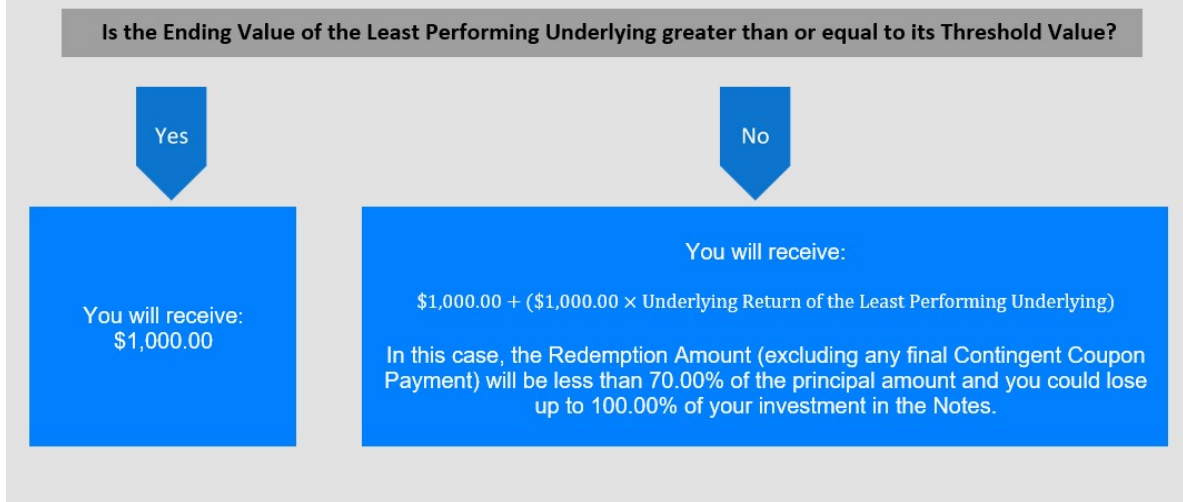 Is the Ending Value of the Least Performing Underlying greater than or equal to its Threshold Value?
Yes
No
You will receive:
$1,000.00
You will receive:
$1,000.00 + ($1,000.00 × Underlying Return of the Least Performing Underlying)
In this case, the Redemption Amount (excluding any final Contingent Coupon
Payment) will be less than 70.00% of the principal amount and you could lose
up to 100.00% of your investment in the Notes.